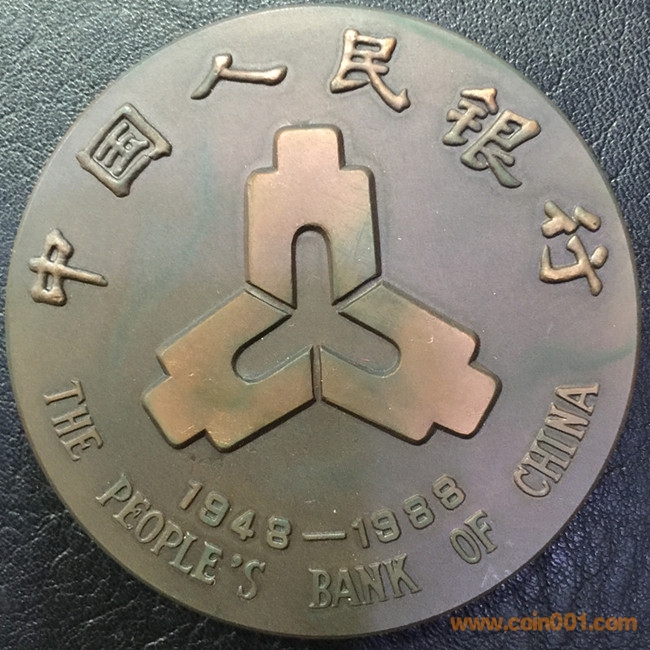 中国人民银行
1948—1988
THE PEOPLE'S BANK OF CHINA
www.coin001.com